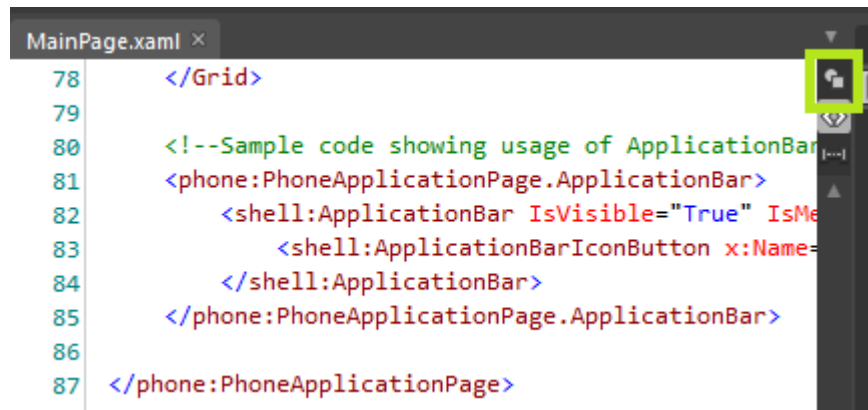 MainPage.xaml ×
78 </Grid>
79
80 <!--Sample code showing usage of ApplicationBar
81 <phone:PhoneApplicationPage.ApplicationBar>
82 <shell:ApplicationBar IsVisible="True" IsMe
83 <shell:ApplicationBarIconButton x:Name=
84 </shell:ApplicationBar>
85 </phone:PhoneApplicationPage.ApplicationBar>
86
87 </phone:PhoneApplicationPage>